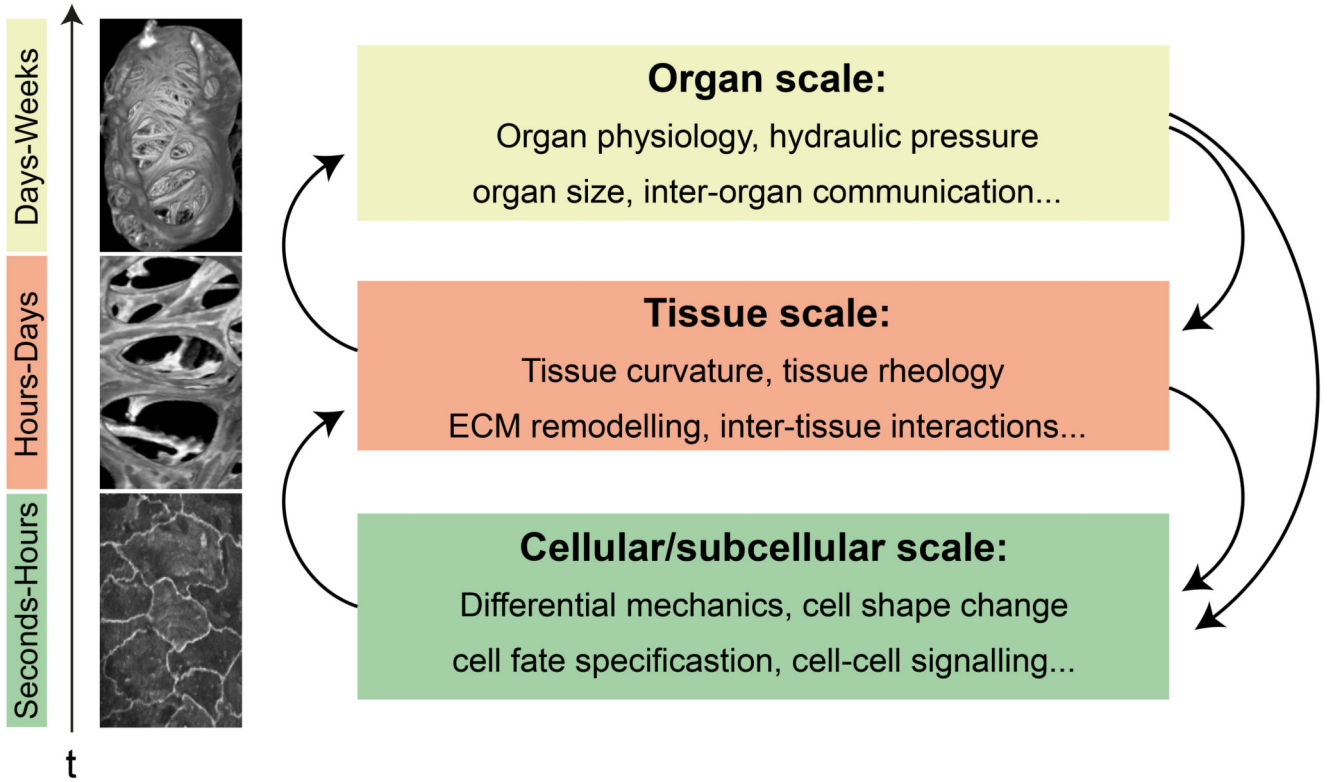 Days-Weeks
Organ scale:
Organ physiology, hydraulic pressure
organ size, inter-organ communication...
Hours-Days
Tissue scale:
Tissue curvature, tissue rheology
ECM remodelling, inter-tissue interactions...
Seconds-Hours
Cellular/subcellular scale:
Differential mechanics, cell shape change
cell fate specificastion, cell-cell signalling...
t